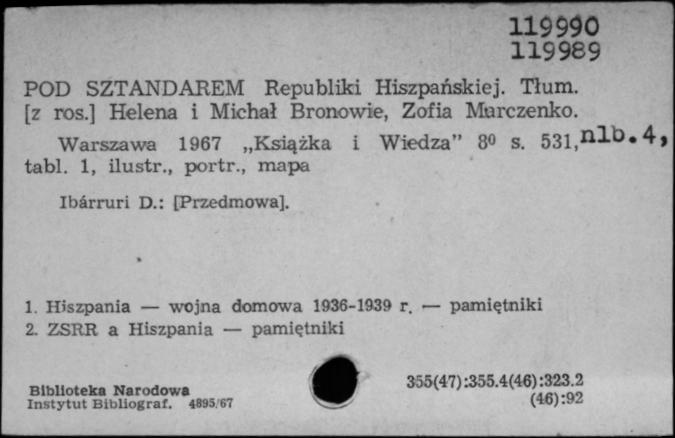 119990
119989
POD SZTANDAREM Republiki Hiszpańskiej. Tłum.
[z ros.] Helena i Michał Bronowie, Zofia Murczenko.
Warszawa 1967 „Książka i Wiedza” 8⁰ s. 531, nlb. 4,
tabl. 1, ilustr., portr., mapa
Ibárruri D.: [Przedmowa].
1. Hiszpania — wojna domowa 1936-1939 r. — pamiętniki
2. ZSRR a Hiszpania — pamiętniki
355(47):355.4(46):323.2
(46):92
Biblioteka Narodowa
Instytut Bibliograf. 4895/67